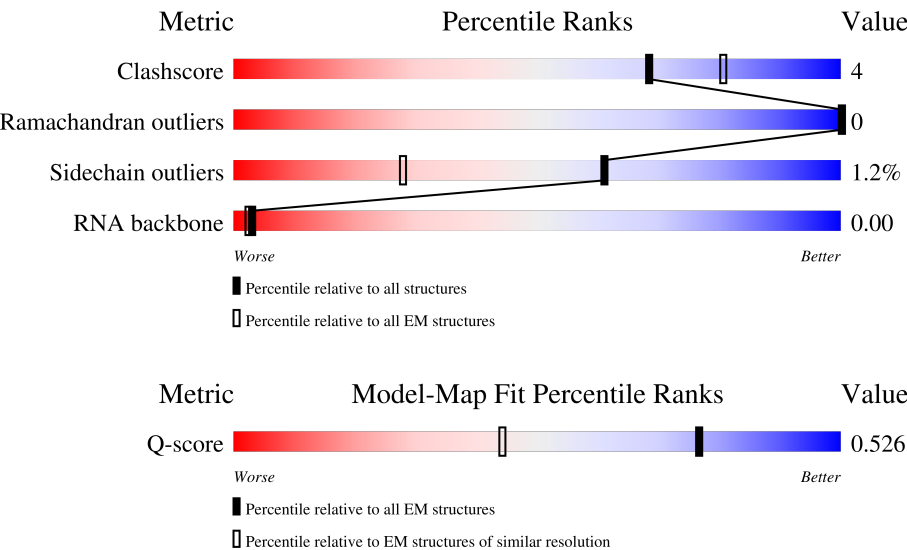 Metric Percentile Ranks Value
Clashscore 4
Ramachandran outliers 0
Sidechain outliers 1.2%
RNA backbone 0.00
Worse Better
Percentile relative to all structures
Percentile relative to all EM structures
Metric Model-Map Fit Percentile Ranks Value
Q-score 0.526
Worse Better
Percentile relative to all EM structures
Percentile relative to EM structures of similar resolution